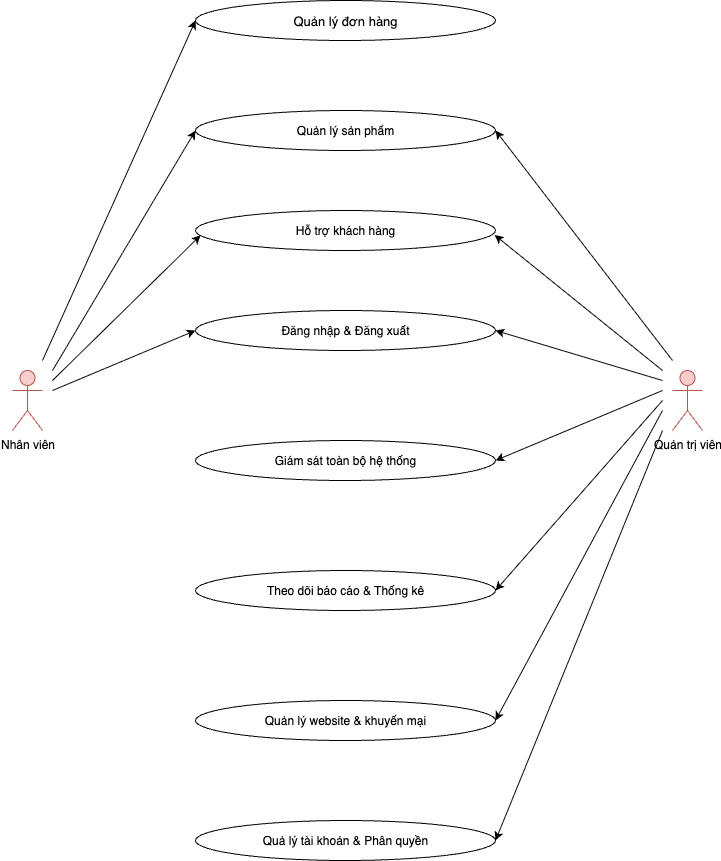 Quản lý đơn hàng
Quản lý sản phẩm
Hỗ trợ khách hàng
Đăng nhập & Đăng xuất
Nhân viên
Quản trị viên
Giám sát toàn bộ hệ thống
Theo dõi báo cáo & Thống kê
Quản lý website & khuyến mại
Quả lý tài khoản & Phân quyền